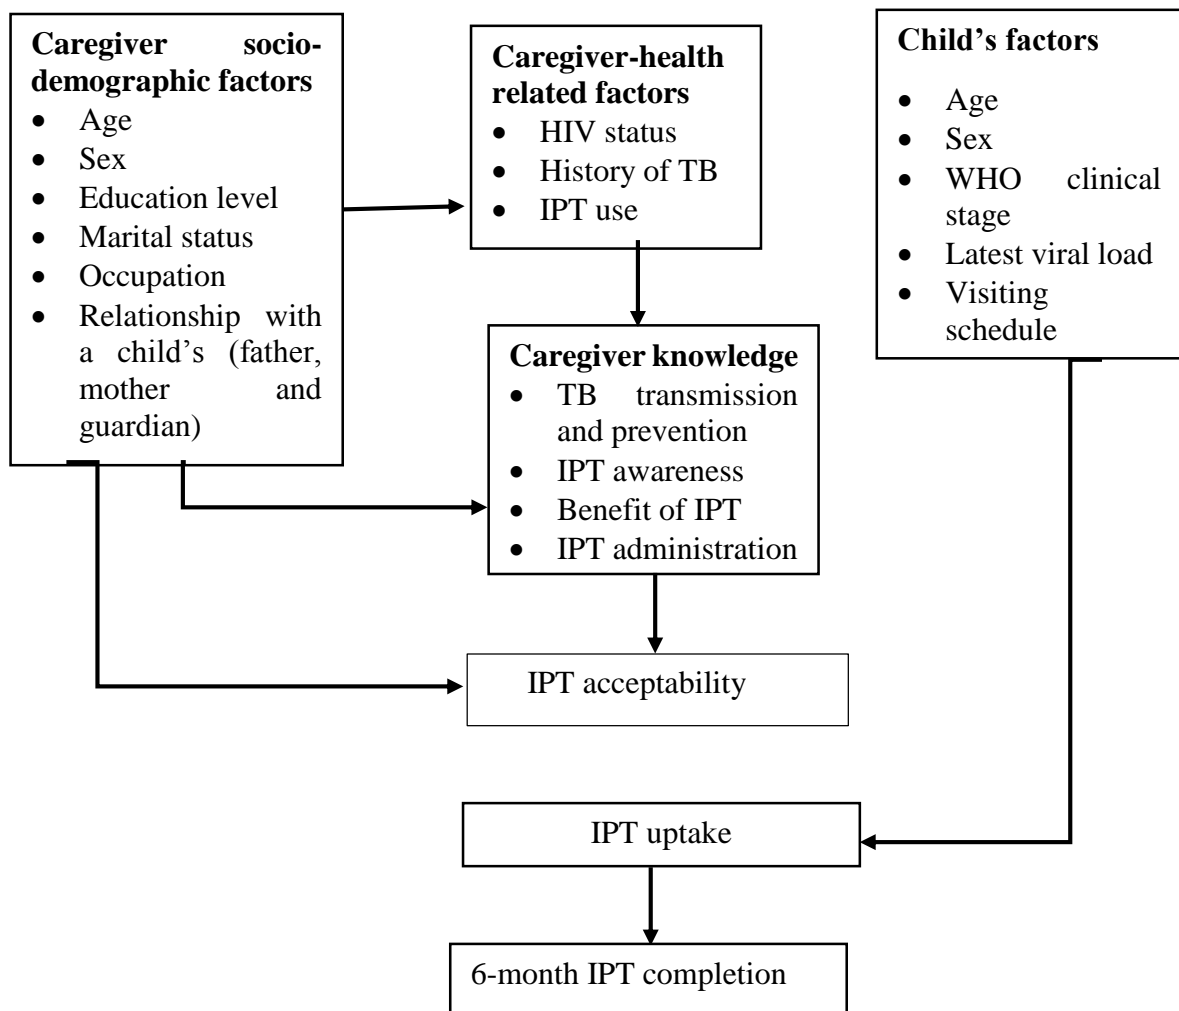 Caregiver socio-
demographic factors
• Age
• Sex
• Education level
• Marital status
• Occupation
• Relationship with
a child’s (father,
mother and
guardian)
Caregiver-health
related factors
• HIV status
• History of TB
• IPT use
Child’s factors
• Age
• Sex
• WHO clinical
stage
• Latest viral load
• Visiting
schedule
Caregiver knowledge
• TB transmission
and prevention
• IPT awareness
• Benefit of IPT
• IPT administration
IPT acceptability
IPT uptake
6-month IPT completion